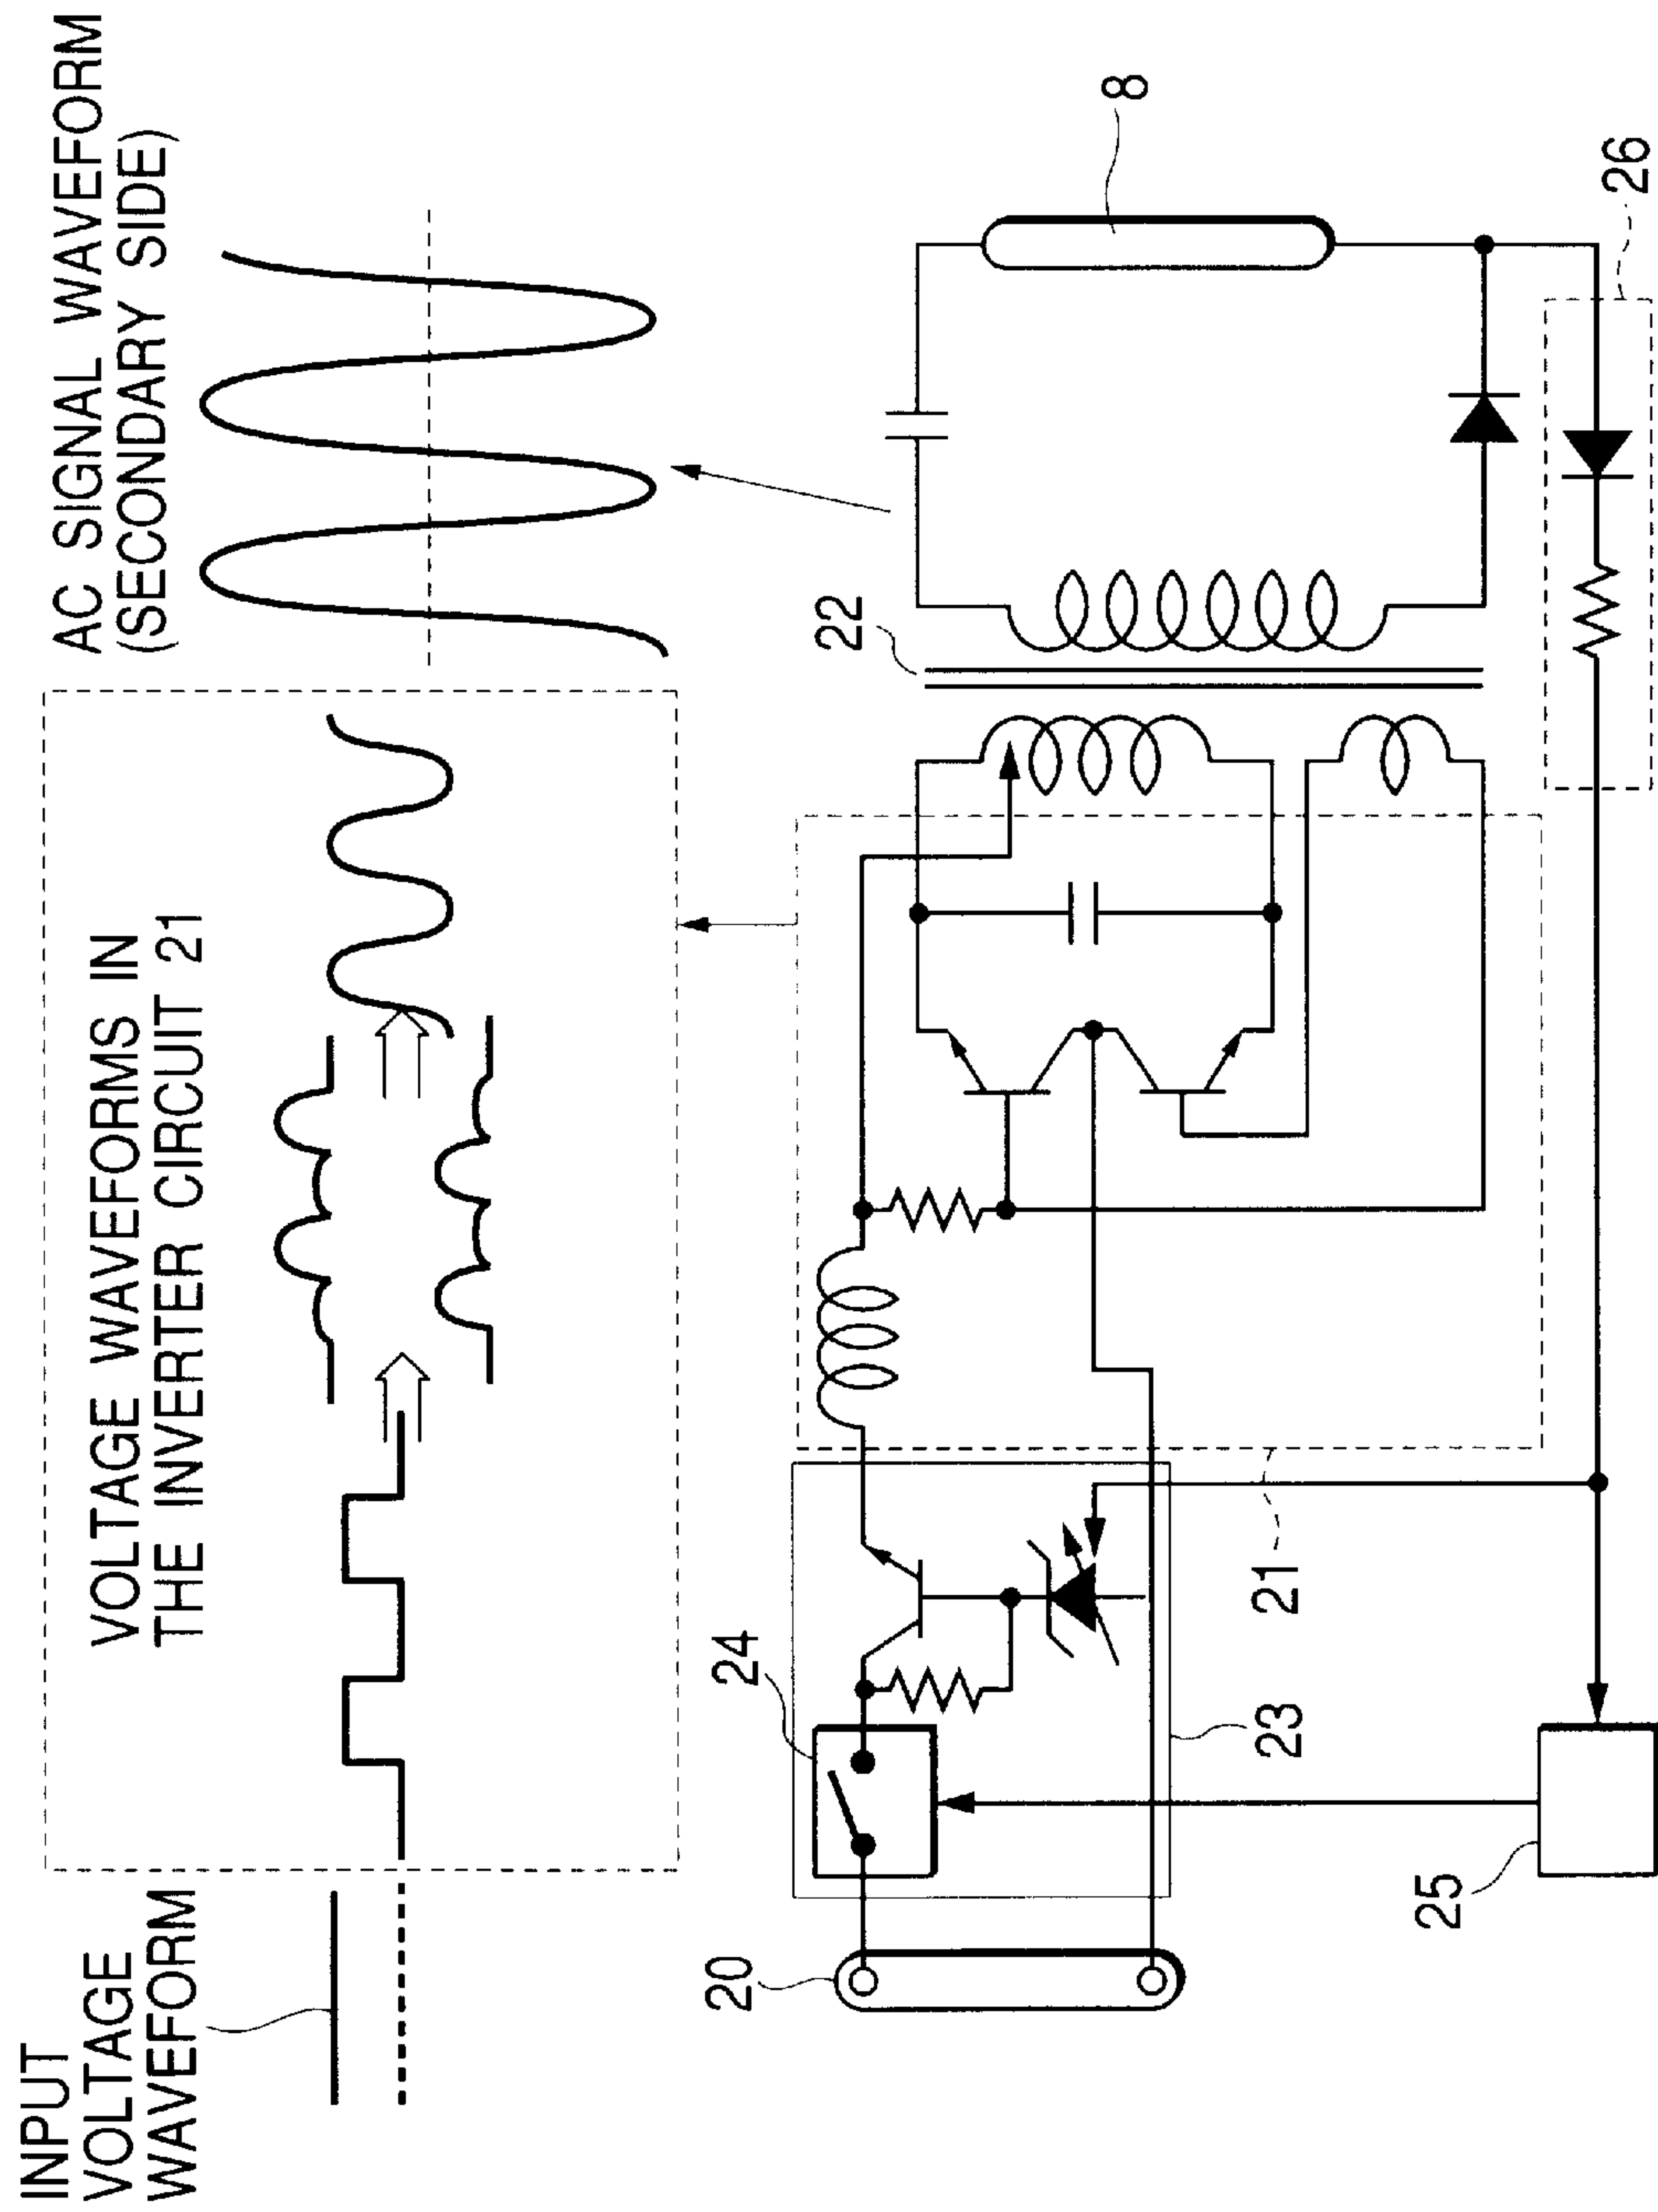 INPUT
VOLTAGE
WAVEFORM
VOLTAGE WAVEFORMS IN
THE INVERTER CIRCUIT 21
AC SIGNAL WAVEFORM
(SECONDARY SIDE)
20
24
22
8
23
21
25
26